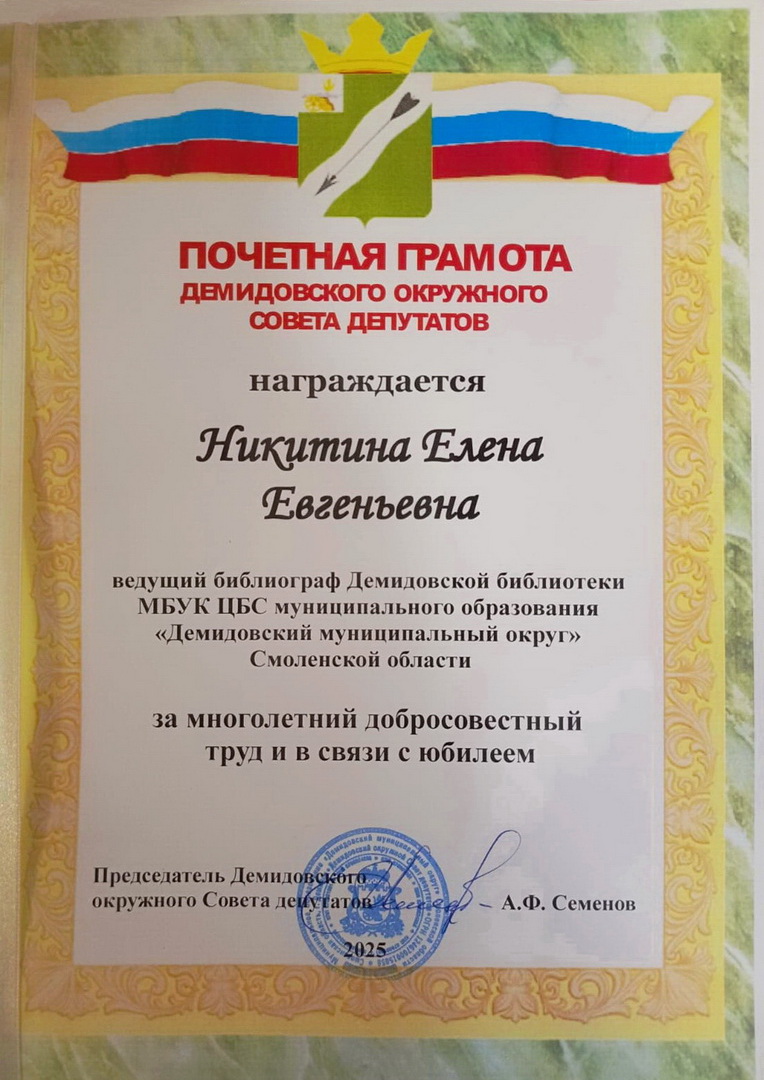 ПОЧЕТНАЯ ГРАМОТА
ДЕМИДОВСКОГО ОКРУЖНОГО
СОВЕТА ДЕПУТАТОВ
награждается
Никитина Елена
Евгеньевна
ведущий библиограф Демидовской библиотеки
МБУК ЦБС муниципального образования
«Демидовский муниципальный округ»
Смоленской области
за многолетний добросовестный
труд и в связи с юбилеем
Председатель Демидовского
окружного Совета депутатов
А.Ф. Семенов
2025